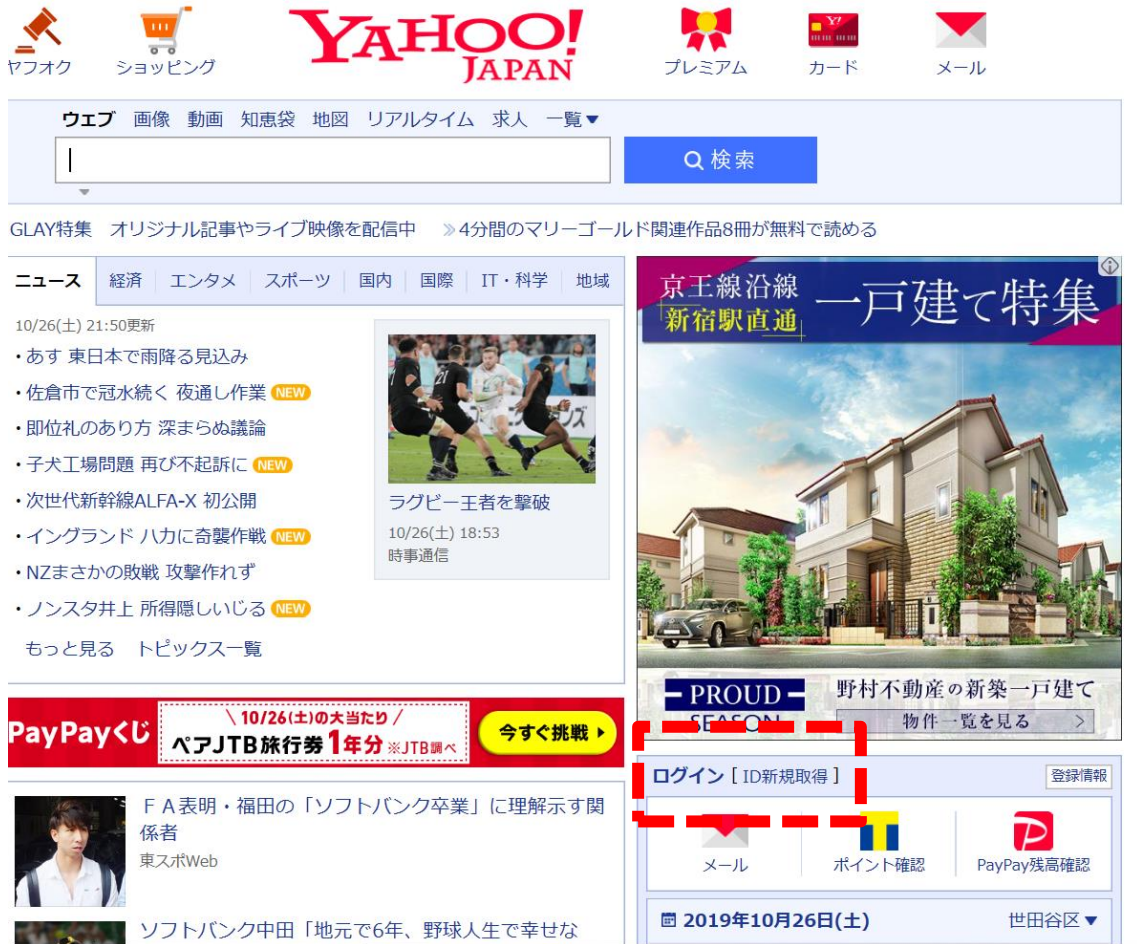 ヤフオク
ショッピング
YAHOO!
JAPAN
プレミアム
Y!
カード
メール
ウェブ 画像 動画 知恵袋 地図 リアルタイム 求人 一覧▼
検索
GLAY特集 オリジナル記事やライブ映像を配信中 ≫4分間のマリーゴールド関連作品8冊が無料で読める
ニュース 経済 エンタメ スポーツ 国内 国際 IT・科学 地域
10/26(土) 21:50更新
・あす 東日本で雨降る見込み
・佐倉市で冠水続く 夜通し作業 NEW
・即位礼のあり方 深まらぬ議論
・子犬工場問題 再び不起訴に NEW
・次世代新幹線ALFA-X 初公開
・イングランド ハカに奇襲作戦 NEW
・NZまさかの敗戦 攻撃作れず
・ノンスタ井上 所得隠しいじる NEW
もっと見る トピックス一覧
21
ラグビー王者を撃破
10/26(土) 18:53
時事通信
京王線沿線
新宿駅直通
一戸建て特集
PROUD
SEASON
野村不動産の新築一戸建て
物件一覧を見る >
PayPayくじ
\ 10/26(土)の大当たり /
ペアJTB旅行券1年分 ※JTB調べ
今すぐ挑戦
ＦＡ表明・福田の「ソフトバンク卒業」に理解示す関
係者
東スポWeb
ソフトバンク中田「地元で6年、野球人生で幸せな
ログイン [ ID新規取得 ]
登録情報
メール
T
ポイント確認
P
PayPay残高確認
2019年10月26日(土)
世田谷区▼